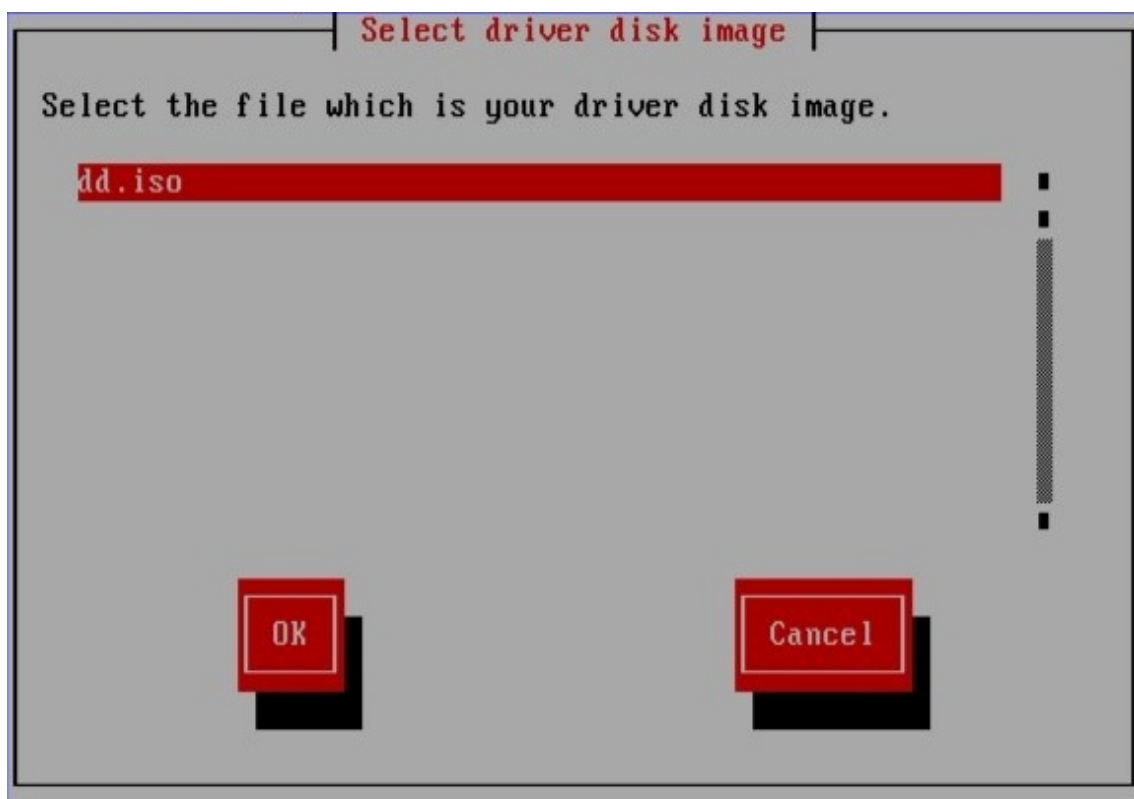 Select driver disk image
Select the file which is your driver disk image.
dd.iso
OK
Cancel